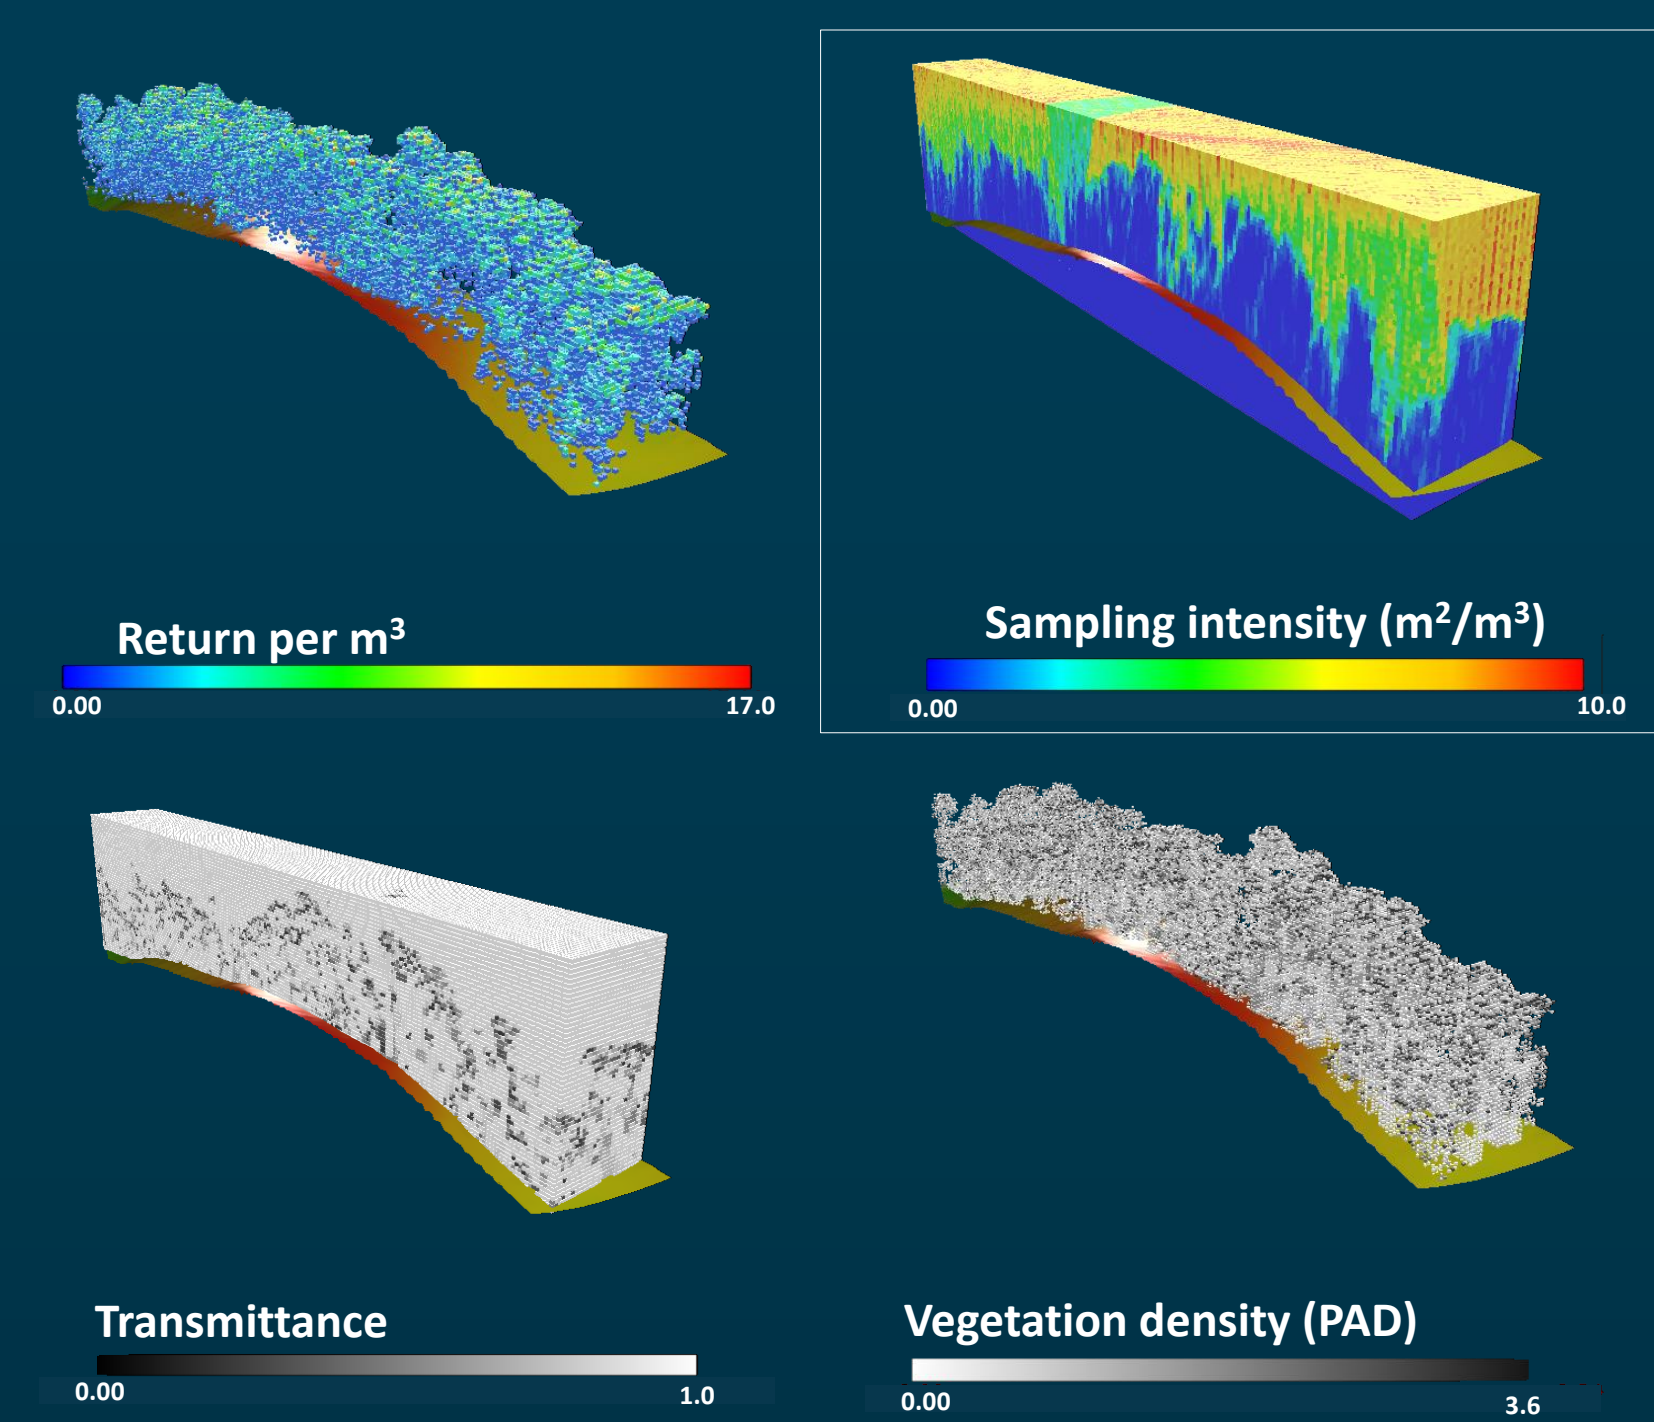 Return per m³
0.00 17.0
Sampling intensity (m²/m³)
0.00 10.0
Transmittance
0.00 1.0
Vegetation density (PAD)
0.00 3.6